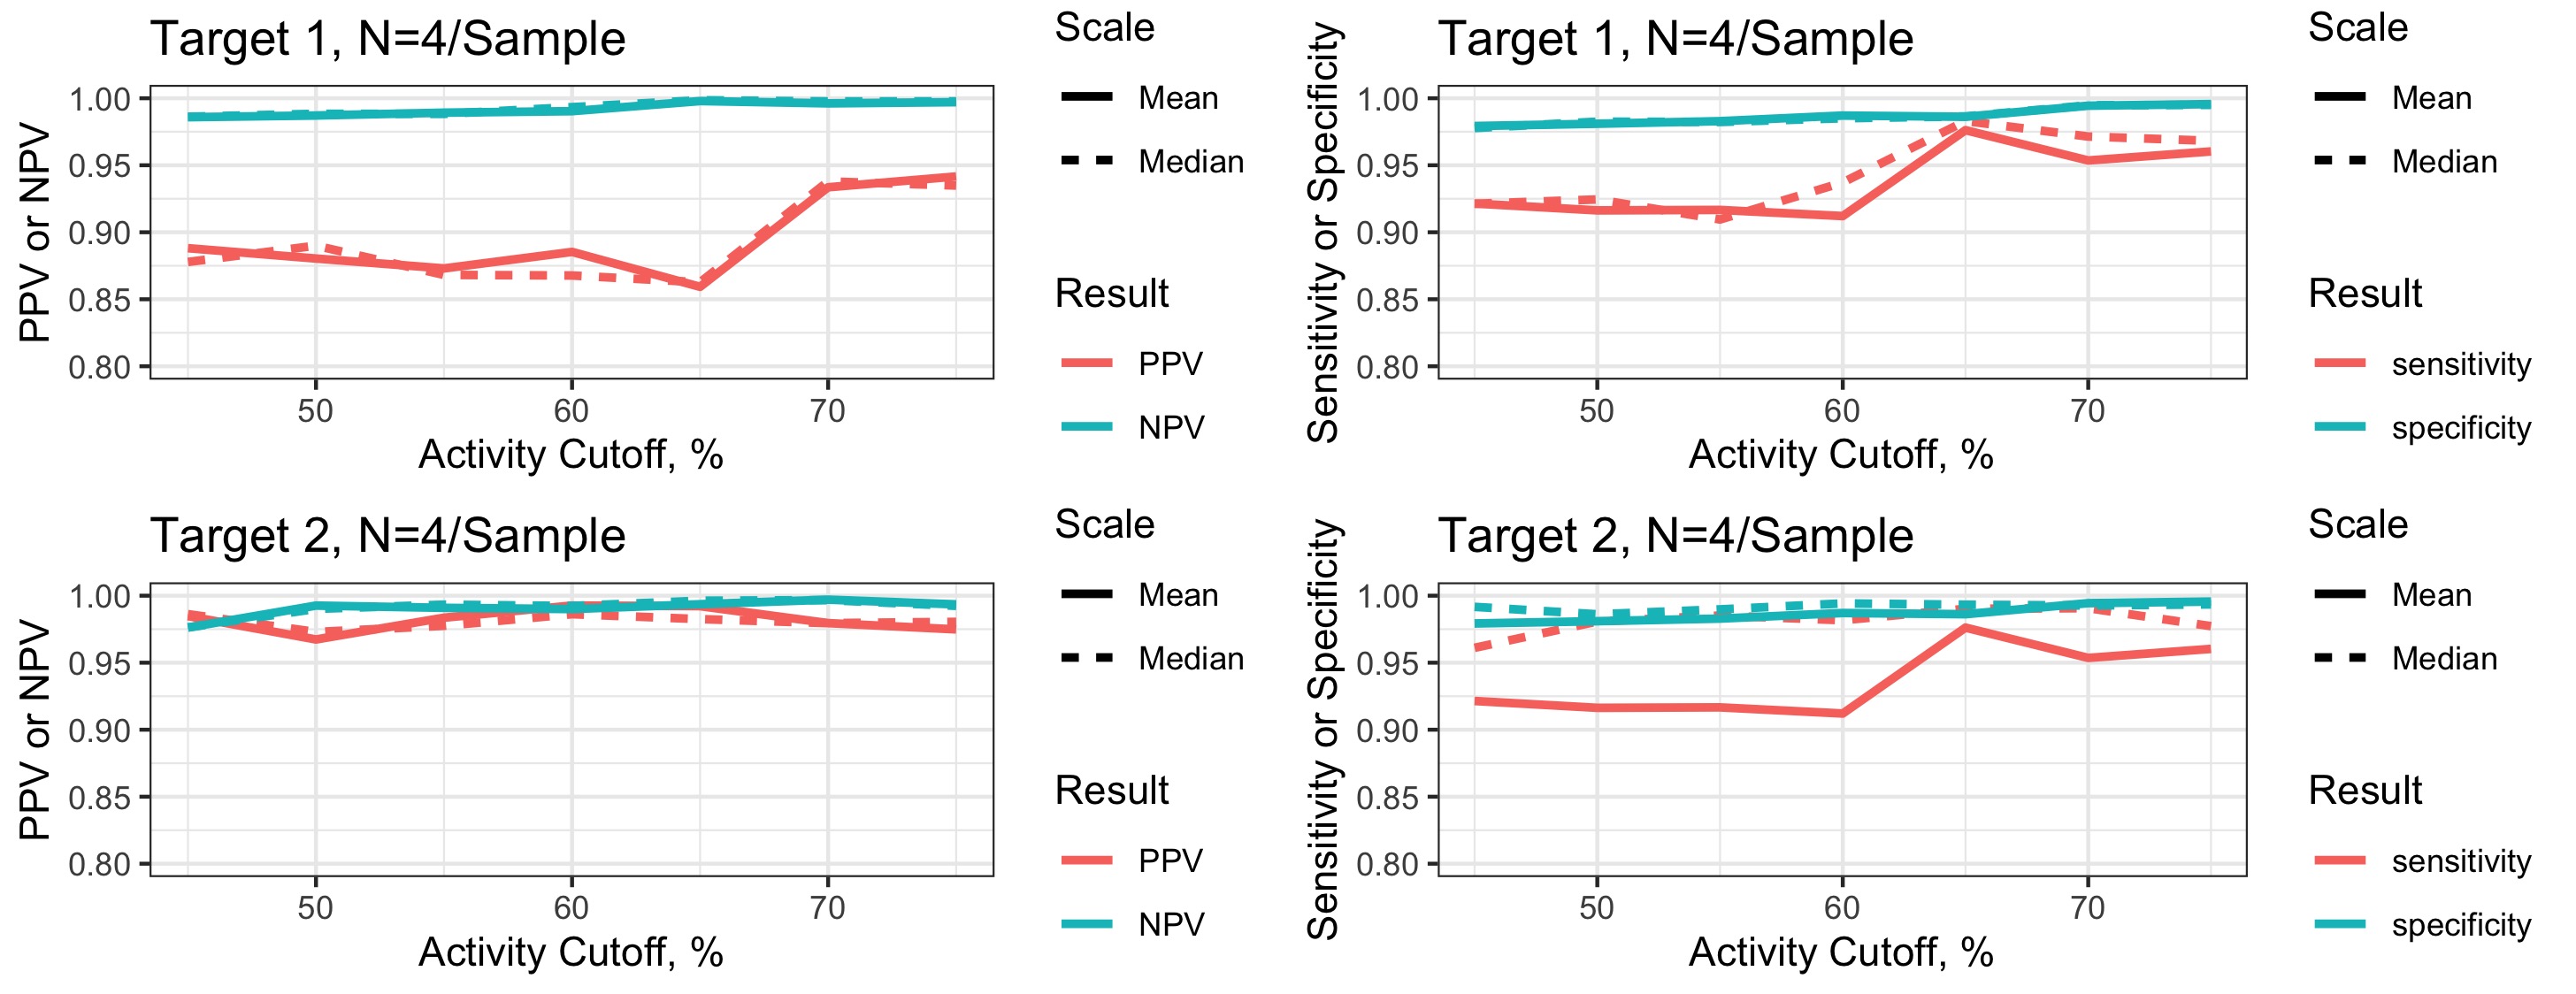 Target 1, N=4/Sample
PPV or NPV
1.00
0.95
0.90
0.85
0.80
50
60
70
Activity Cutoff, %
Scale
Mean
Median
Result
PPV
NPV
Target 1, N=4/Sample
Sensitivity or Specificity
1.00
0.95
0.90
0.85
0.80
50
60
70
Activity Cutoff, %
Scale
Mean
Median
Result
sensitivity
specificity
Target 2, N=4/Sample
PPV or NPV
1.00
0.95
0.90
0.85
0.80
50
60
70
Activity Cutoff, %
Scale
Mean
Median
Result
PPV
NPV
Target 2, N=4/Sample
Sensitivity or Specificity
1.00
0.95
0.90
0.85
0.80
50
60
70
Activity Cutoff, %
Scale
Mean
Median
Result
sensitivity
specificity